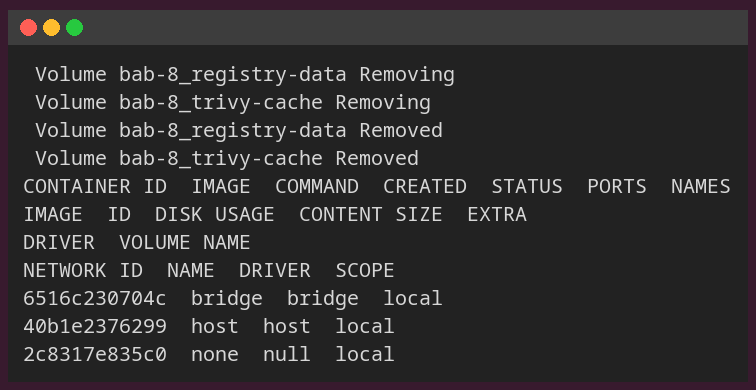 Volume bab-8_registry-data Removing
Volume bab-8_trivy-cache Removing
Volume bab-8_registry-data Removed
Volume bab-8_trivy-cache Removed
CONTAINER ID  IMAGE  COMMAND  CREATED  STATUS  PORTS  NAMES
IMAGE  ID  DISK USAGE  CONTENT SIZE  EXTRA
DRIVER  VOLUME NAME
NETWORK ID  NAME  DRIVER  SCOPE
6516c230704c  bridge  bridge  local
40b1e2376299  host  host  local
2c8317e835c0  none  null  local